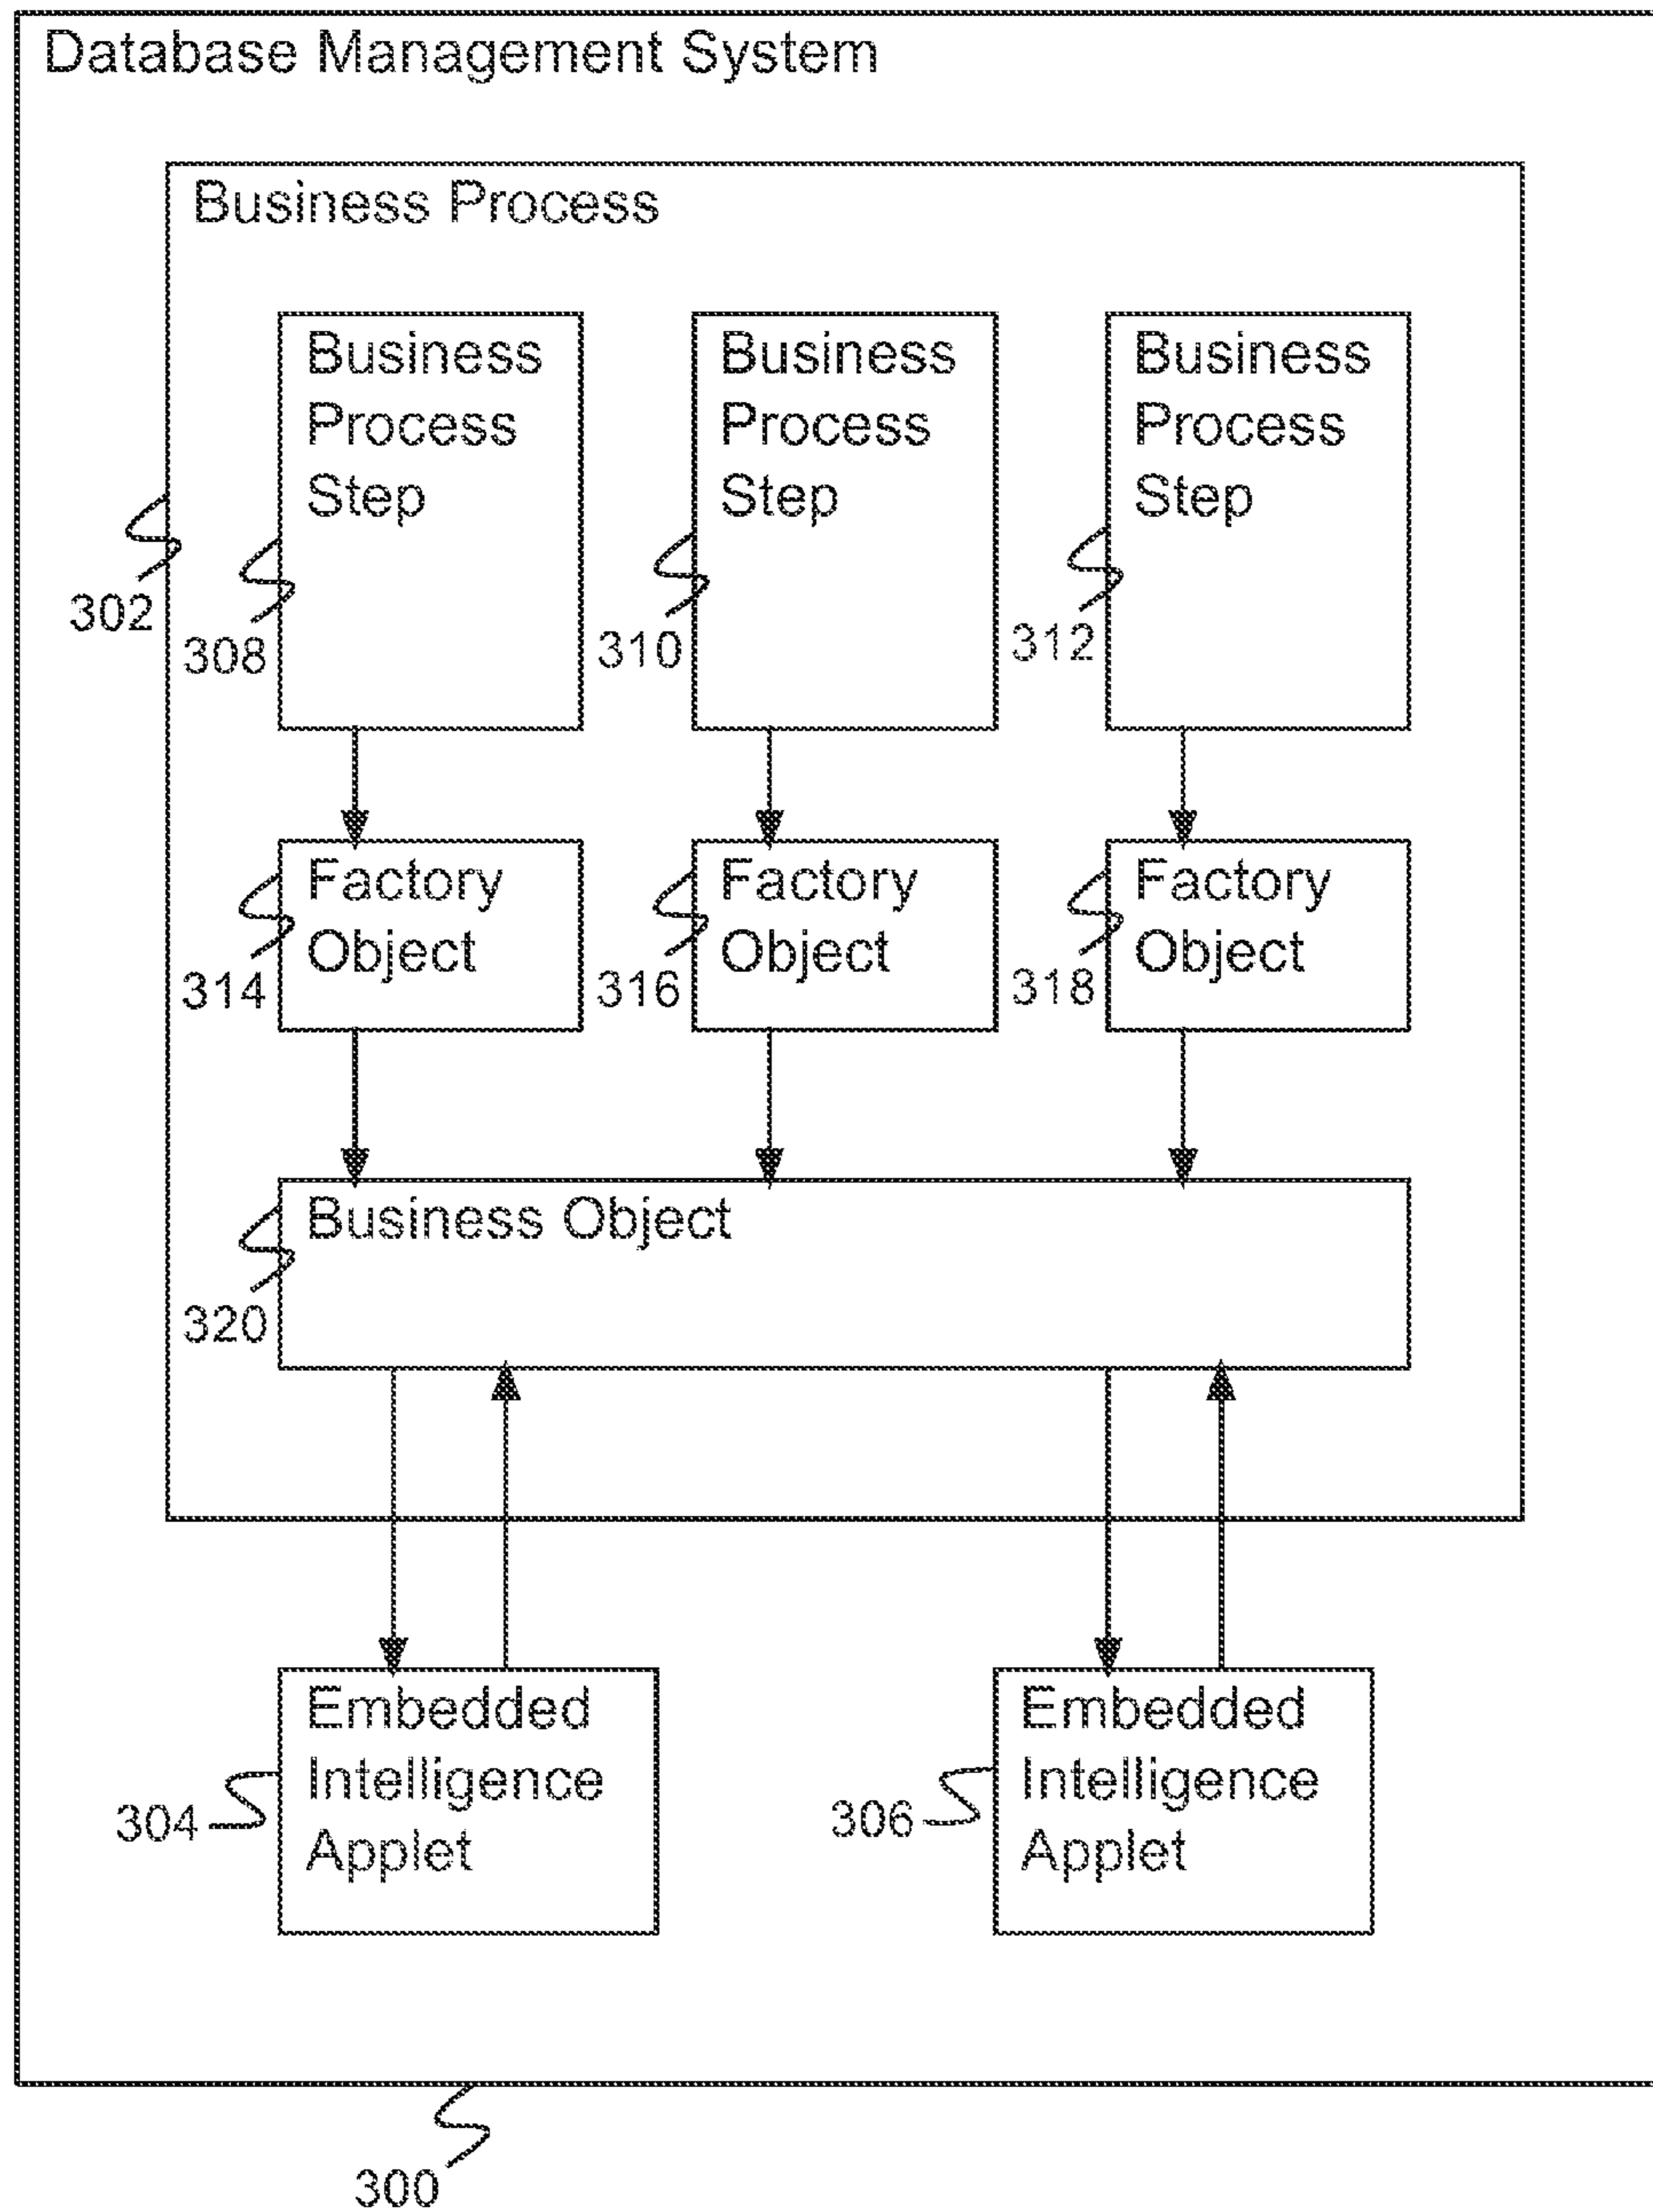 Database Management System
Business Process
Business
Process
Step
Business
Process
Step
Business
Process
Step
302
308
310
312
Factory
Object
Factory
Object
Factory
Object
314
316
318
Business Object
320
Embedded
Intelligence
Applet
Embedded
Intelligence
Applet
304
306
300